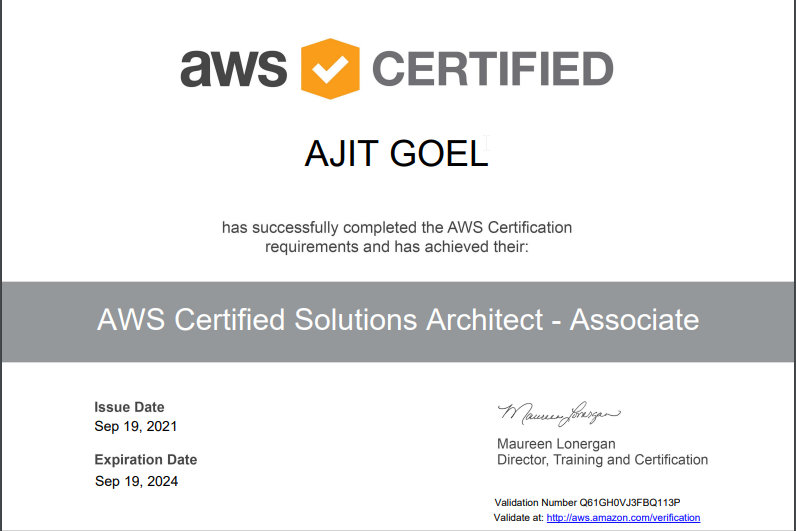 aws CERTIFIED
AJIT GOEL
has successfully completed the AWS Certification
requirements and has achieved their:
AWS Certified Solutions Architect - Associate
Issue Date
Sep 19, 2021
Expiration Date
Sep 19, 2024
Maureen Lonergan
Maureen Lonergan
Director, Training and Certification
Validation Number Q61GH0VJ3FBQ113P
Validate at: http://aws.amazon.com/verification